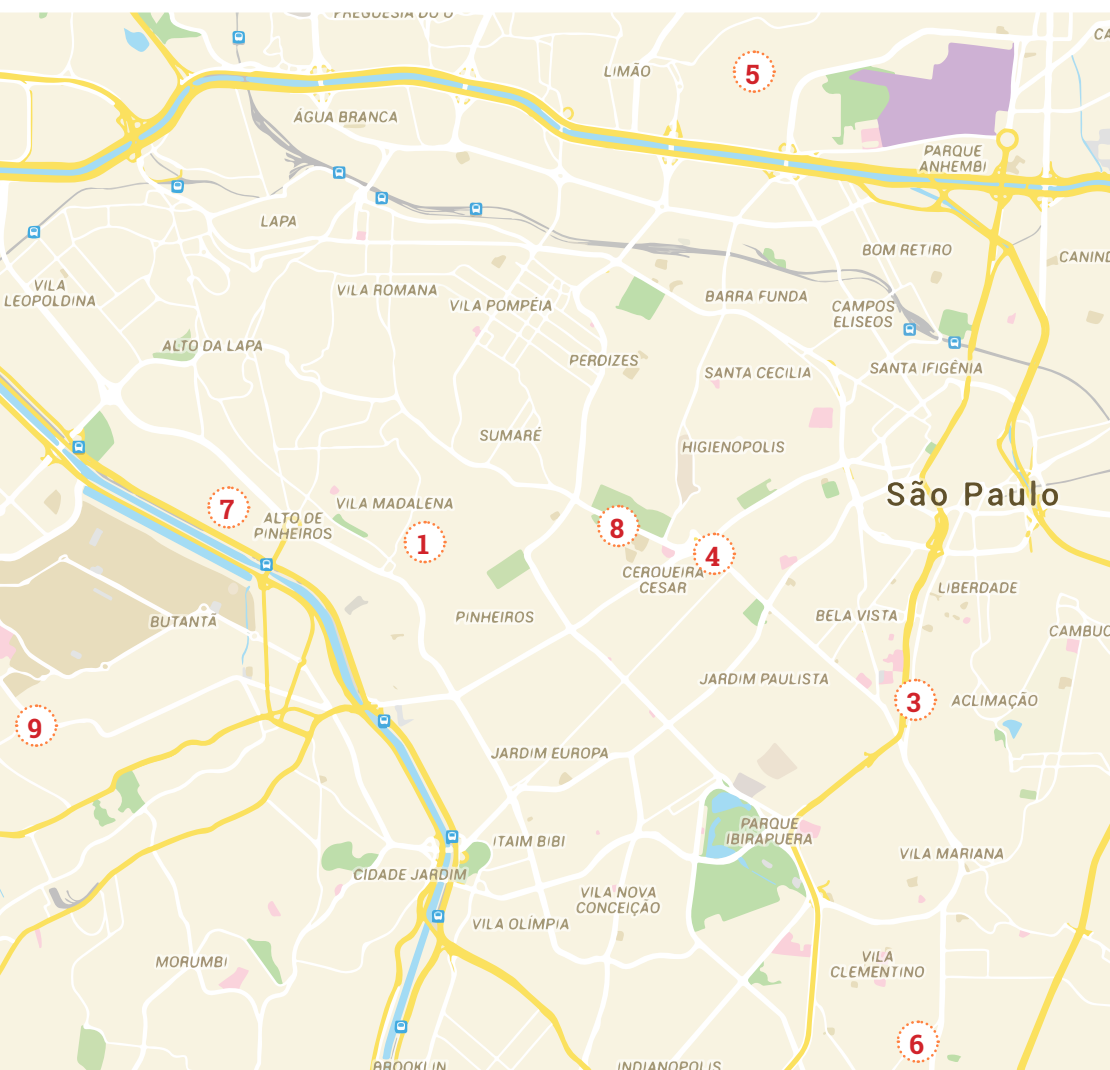 FREGUESIA DO Ó
LIMÃO
5
ÁGUA BRANCA
PARQUE
ANHEMBI
LAPA
BOM RETIRO
VILA
LEOPOLDINA
VILA ROMANA
VILA POMPÉIA
BARRA FUNDA
CAMPOS
ELISEOS
ALTO DA LAPA
PERDIZES
SANTA CECILIA
SANTA IFIGÊNIA
SUMARÉ
HIGIENOPOLIS
São Paulo
7
VILA MADALENA
ALTO DE
PINHEIROS
1
8
4
CERQUEIRA
CESAR
BUTANTÃ
PINHEIROS
BELA VISTA
LIBERDADE
CAMBUC
JARDIM PAULISTA
3
ACLIMAÇÃO
9
JARDIM EUROPA
PARQUE
IBIRAPUERA
ITAIM BIBI
VILA MARIANA
CIDADE JARDIM
VILA NOVA
CONCEIÇÃO
VILA OLÍMPIA
MORUMBI
VILA
CLEMENTINO
6
BROOKLIN
INDIANOPOLIS